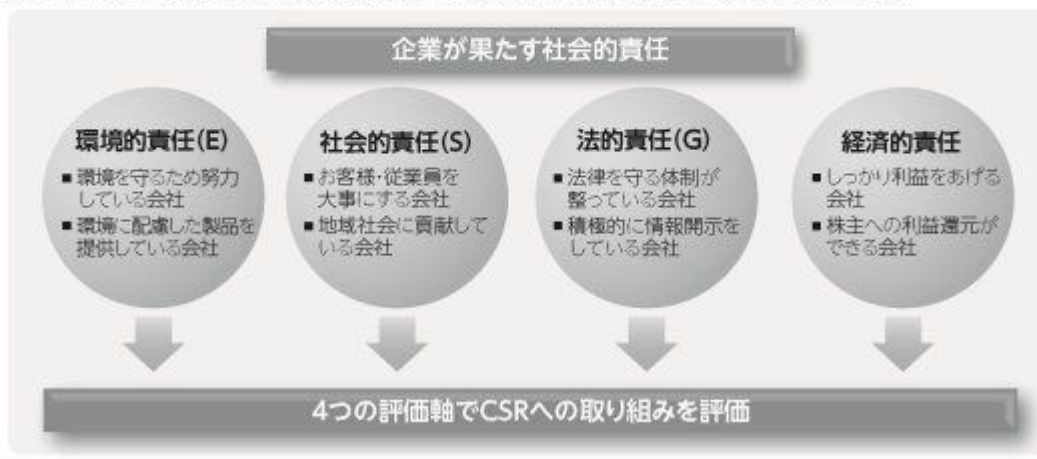 企業が果たす社会的責任
環境的責任(E)
■環境を守るため努力
している会社
■環境に配慮した製品を
提供している会社
社会的責任(S)
■お客様・従業員を
大事にする会社
■地域社会に貢献して
いる会社
法的責任(G)
■法律を守る体制が
整っている会社
■積極的に情報開示を
している会社
経済的責任
■しっかり利益をあげる
会社
■株主への利益還元が
できる会社
4つの評価軸でCSRへの取り組みを評価